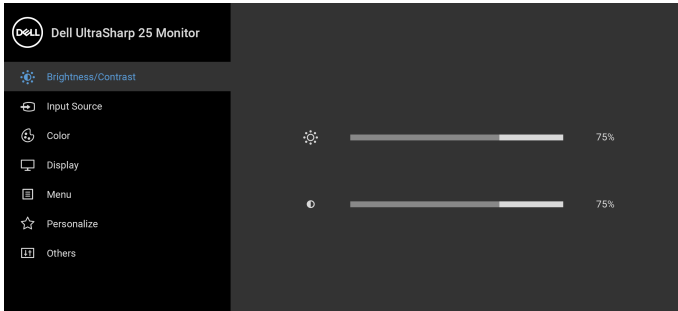 DELL
Dell UltraSharp 25 Monitor
Brightness/Contrast
Input Source
Color
Display
Menu
Personalize
Others
75%
75%